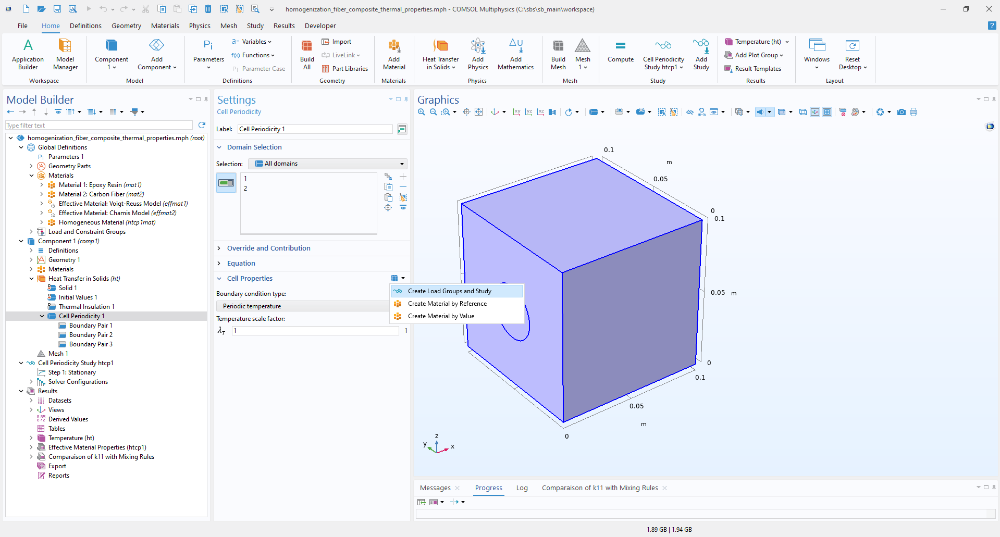 homogenization_fiber_composite_thermal_properties.mph - COMSOL Multiphysics (C:\sbs\sb_main\workspace)
File Home Definitions Geometry Materials Physics Mesh Study Results Developer ?
Application Builder
Model Manager
Workspace
Component 1
Add Component
Model
Pi
Parameters
a= Variables
f(x) Functions
Pi Parameter Case
Definitions
Build All
Import
LiveLink
Part Libraries
Geometry
Add Material
Materials
Heat Transfer in Solids
Add Physics
Add Mathematics
Physics
Build Mesh
Mesh 1
Mesh
Compute
Cell Periodicity Study htcp1
Add Study
Study
Temperature (ht)
Add Plot Group
Result Templates
Results
Windows
Reset Desktop
Layout
Model Builder
Type filter text
homogenization_fiber_composite_thermal_properties.mph (root)
Global Definitions
Pi Parameters 1
Geometry Parts
Materials
Material 1: Epoxy Resin (mat1)
Material 2: Carbon Fiber (mat2)
Effective Material: Voigt-Reuss Model (effmat1)
Effective Material: Chamis Model (effmat2)
Homogeneous Material (htcp1mat)
Load and Constraint Groups
Component 1 (comp1)
Definitions
Geometry 1
Materials
Heat Transfer in Solids (ht)
Solid 1
Initial Values 1
Thermal Insulation 1
Cell Periodicity 1
Boundary Pair 1
Boundary Pair 2
Boundary Pair 3
Mesh 1
Cell Periodicity Study htcp1
Step 1: Stationary
Solver Configurations
Results
Datasets
Views
8.85 e-12 Derived Values
Tables
Temperature (ht)
Effective Material Properties (htcp1)
Comparaison of k11 with Mixing Rules
Export
Reports
Settings
Cell Periodicity
Label: Cell Periodicity 1
Domain Selection
Selection: All domains
1
2
Override and Contribution
Equation
Cell Properties
Create Load Groups and Study
Create Material by Reference
Create Material by Value
Boundary condition type:
Periodic temperature
Temperature scale factor:
λT 1 1
Graphics
xy yz xz
0.1
m
0.05
0
0.1
0.05 m
0
0.1
0.05
m
0
z
y
x
Messages Progress Log Comparaison of k11 with Mixing Rules
1.89 GB | 1.94 GB